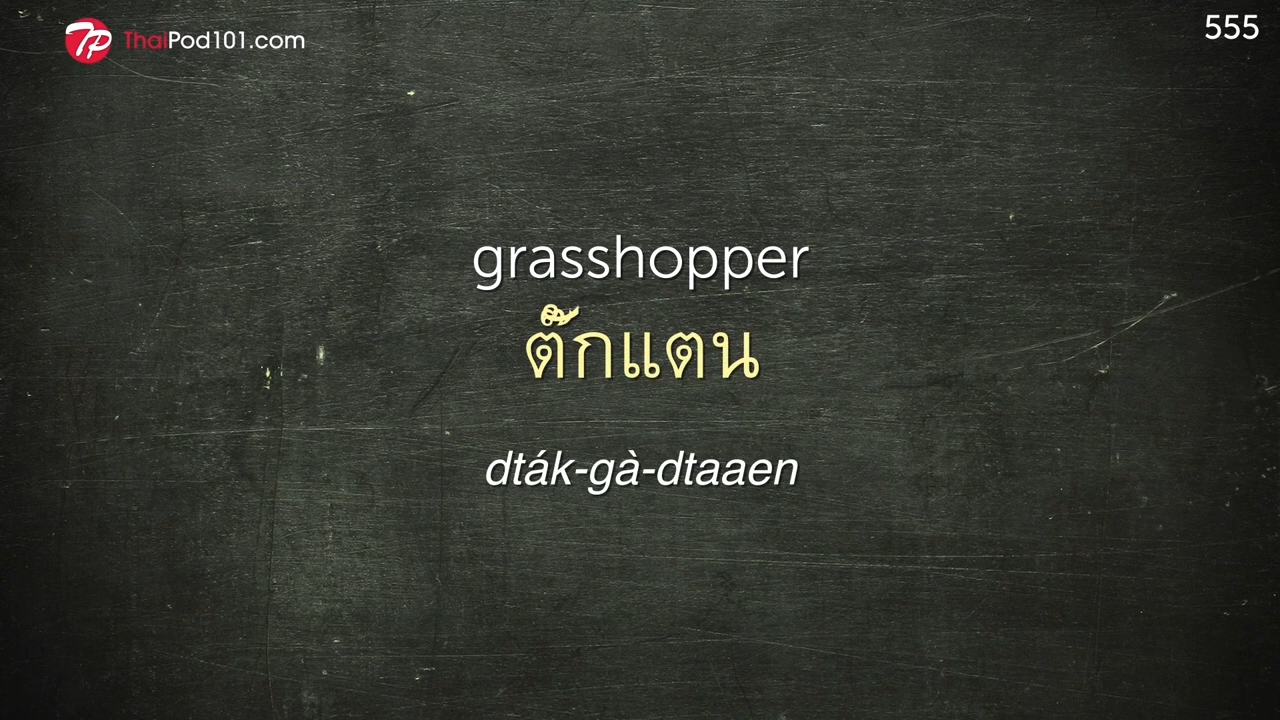 ThaiPod101.com
555
grasshopper
ตั๊กแตน
dták-gà-dtaaen